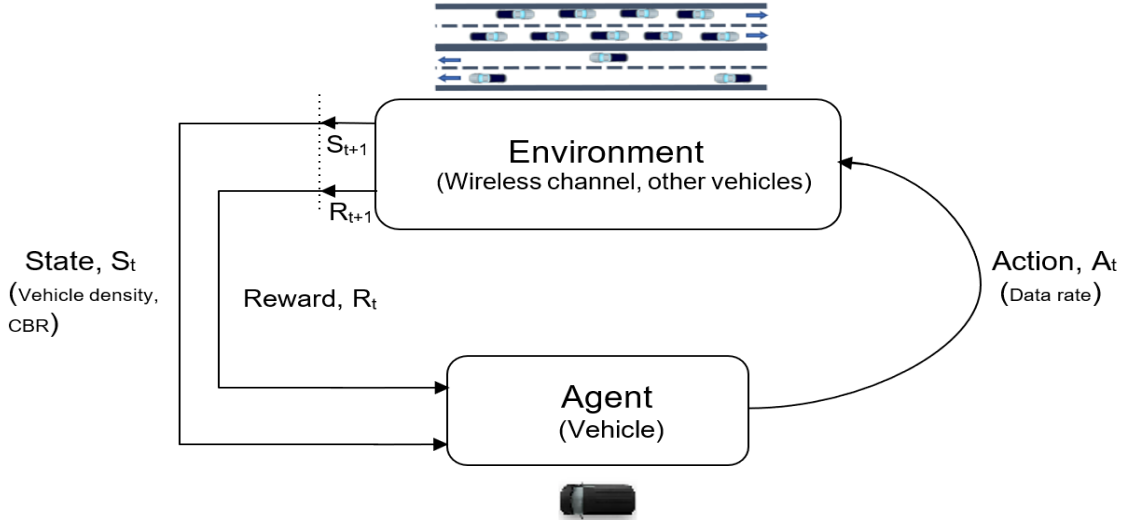 Environment
(Wireless channel, other vehicles)
St+1
Rt+1
State, St
(Vehicle density,
CBR)
Reward, Rt
Action, At
(Data rate)
Agent
(Vehicle)